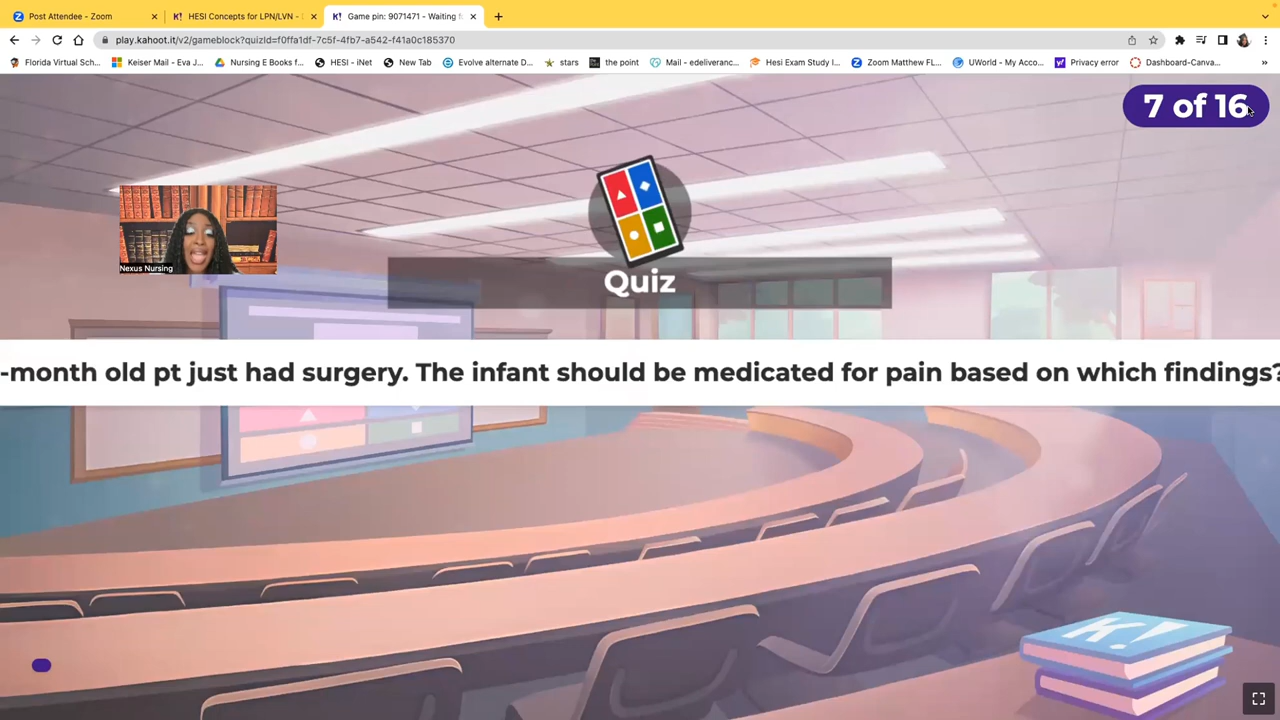 Post Attendee - Zoom
HESI Concepts for LPN/LVN -
Game pin: 9071471 - Waiting
play.kahoot.it/v2/gameblock?quizId=f0ffa1df-7c5f-4fb7-a542-f41a0c185370
Florida Virtual Sch...
Keiser Mail - Eva J...
Nursing E Books f...
HESI - iNet
New Tab
Evolve alternate D...
stars
the point
Mail - edeliveranc...
Hesi Exam Study I...
Zoom Matthew FL...
UWorld - My Acco...
Privacy error
Dashboard-Canva...
7 of 16
Nexus Nursing
Quiz
-month old pt just had surgery. The infant should be medicated for pain based on which findings?
K!